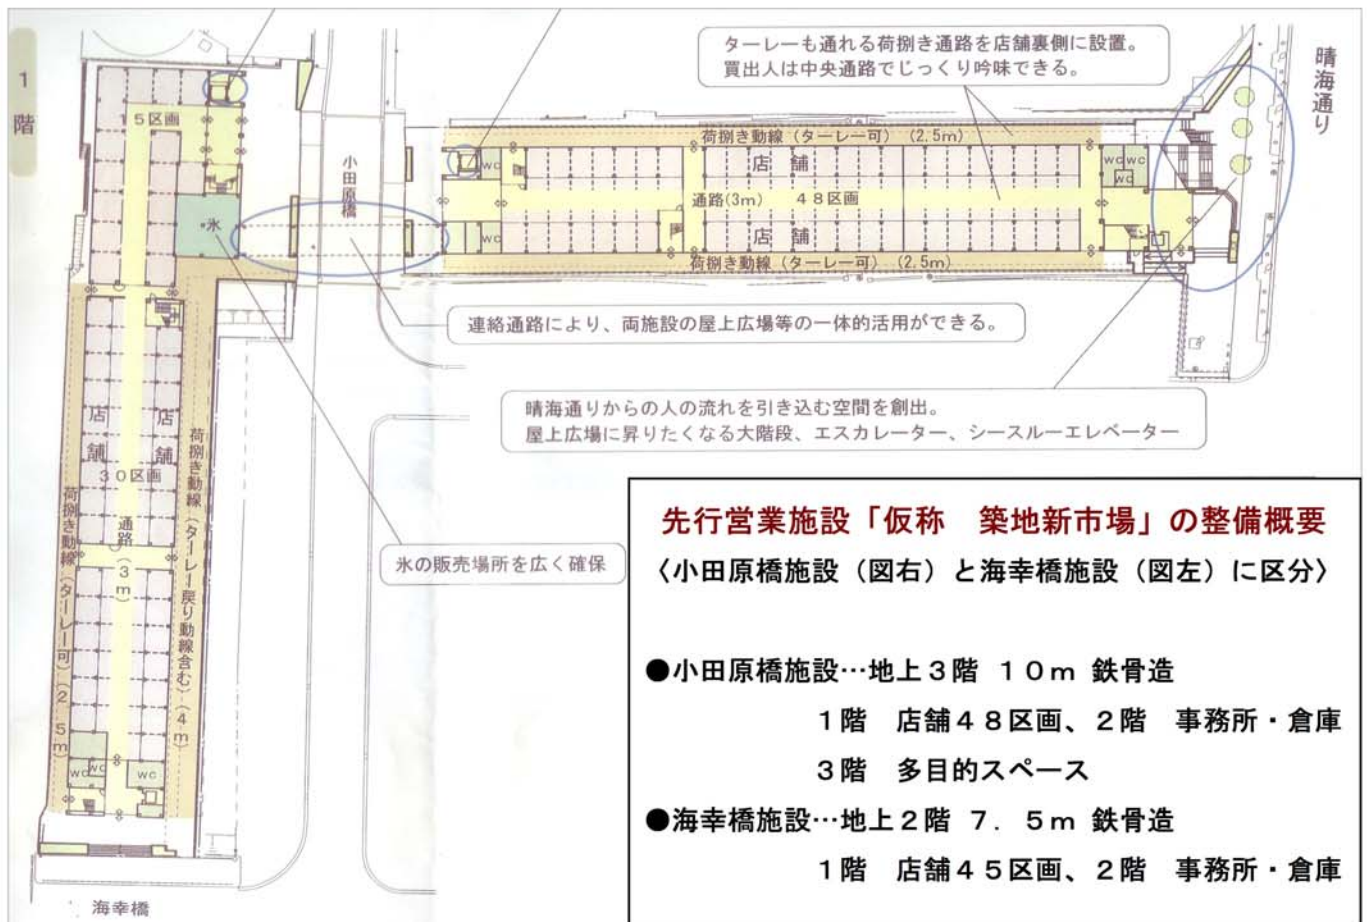 1階
ターレーも通れる荷捌き通路を店舗裏側に設置。
買出人は中央通路でじっくり吟味できる。
晴海通り
15区画
小田原橋
荷捌き動線（ターレー可）（2.5m）
WC
WC
WC
WC
店舗
通路(3m)　48区画
氷
WC
店舗
荷捌き動線（ターレー可）（2.5m）
連絡通路により、両施設の屋上広場等の一体的活用ができる。
晴海通りからの人の流れを引き込む空間を創出。
屋上広場に昇りたくなる大階段、エスカレーター、シースルーエレベーター
店舗
店舗
30区画
通路（3m）
荷捌き動線（ターレー可）（2.5m）
荷捌き動線（ターレー戻り動線含む）（4m）
氷の販売場所を広く確保
WC
WC
WC
海幸橋
先行営業施設「仮称　築地新市場」の整備概要
〈小田原橋施設（図右）と海幸橋施設（図左）に区分〉
●小田原橋施設…地上３階 １０ｍ 鉄骨造
１階　店舗４８区画、２階　事務所・倉庫
３階　多目的スペース
●海幸橋施設…地上２階 ７．５ｍ 鉄骨造
１階　店舗４５区画、２階　事務所・倉庫